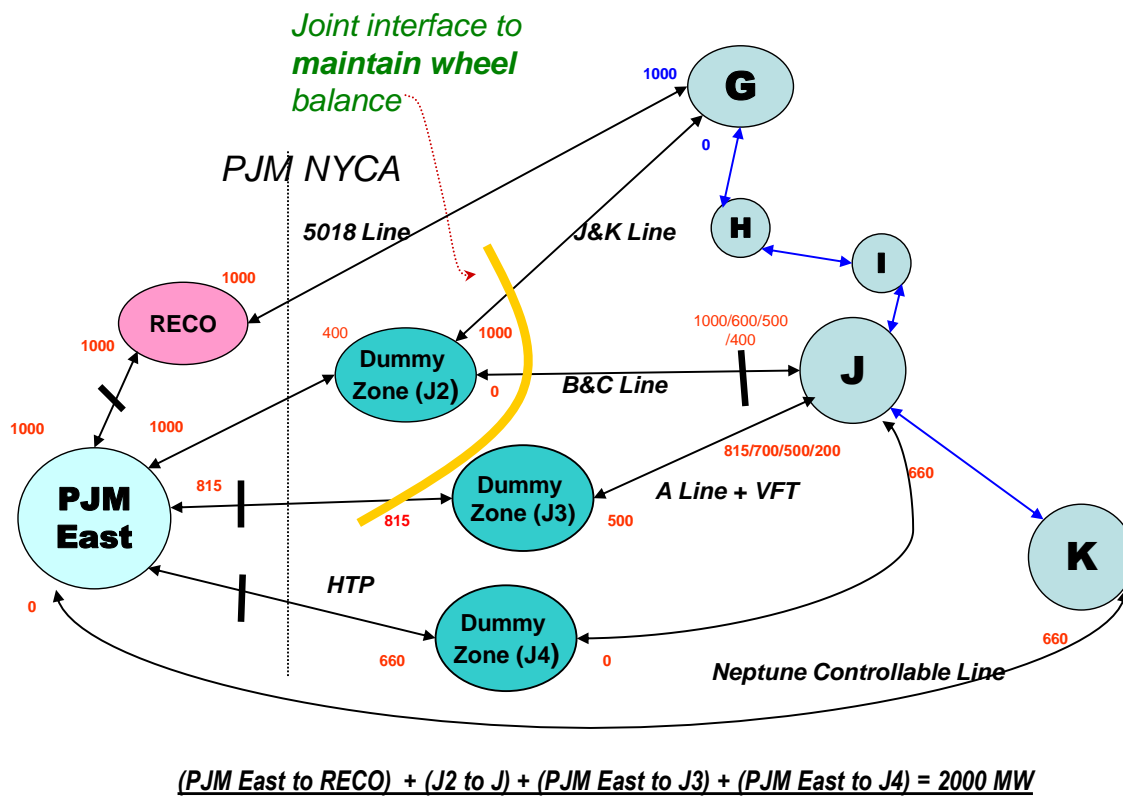 Joint interface to
maintain wheel
balance
1000
G
0
PJM NYCA
5018 Line
J&K Line
H
I
1000
RECO
1000
400
1000
1000/600/500
/400
Dummy
Zone (J2)
0
B&C Line
J
1000
1000
815
PJM
East
815
Dummy
Zone (J3)
500
815/700/500/200
A Line + VFT
660
K
HTP
0
660
Dummy
Zone (J4)
0
660
Neptune Controllable Line
(PJM East to RECO) + (J2 to J) + (PJM East to J3) + (PJM East to J4) = 2000 MW